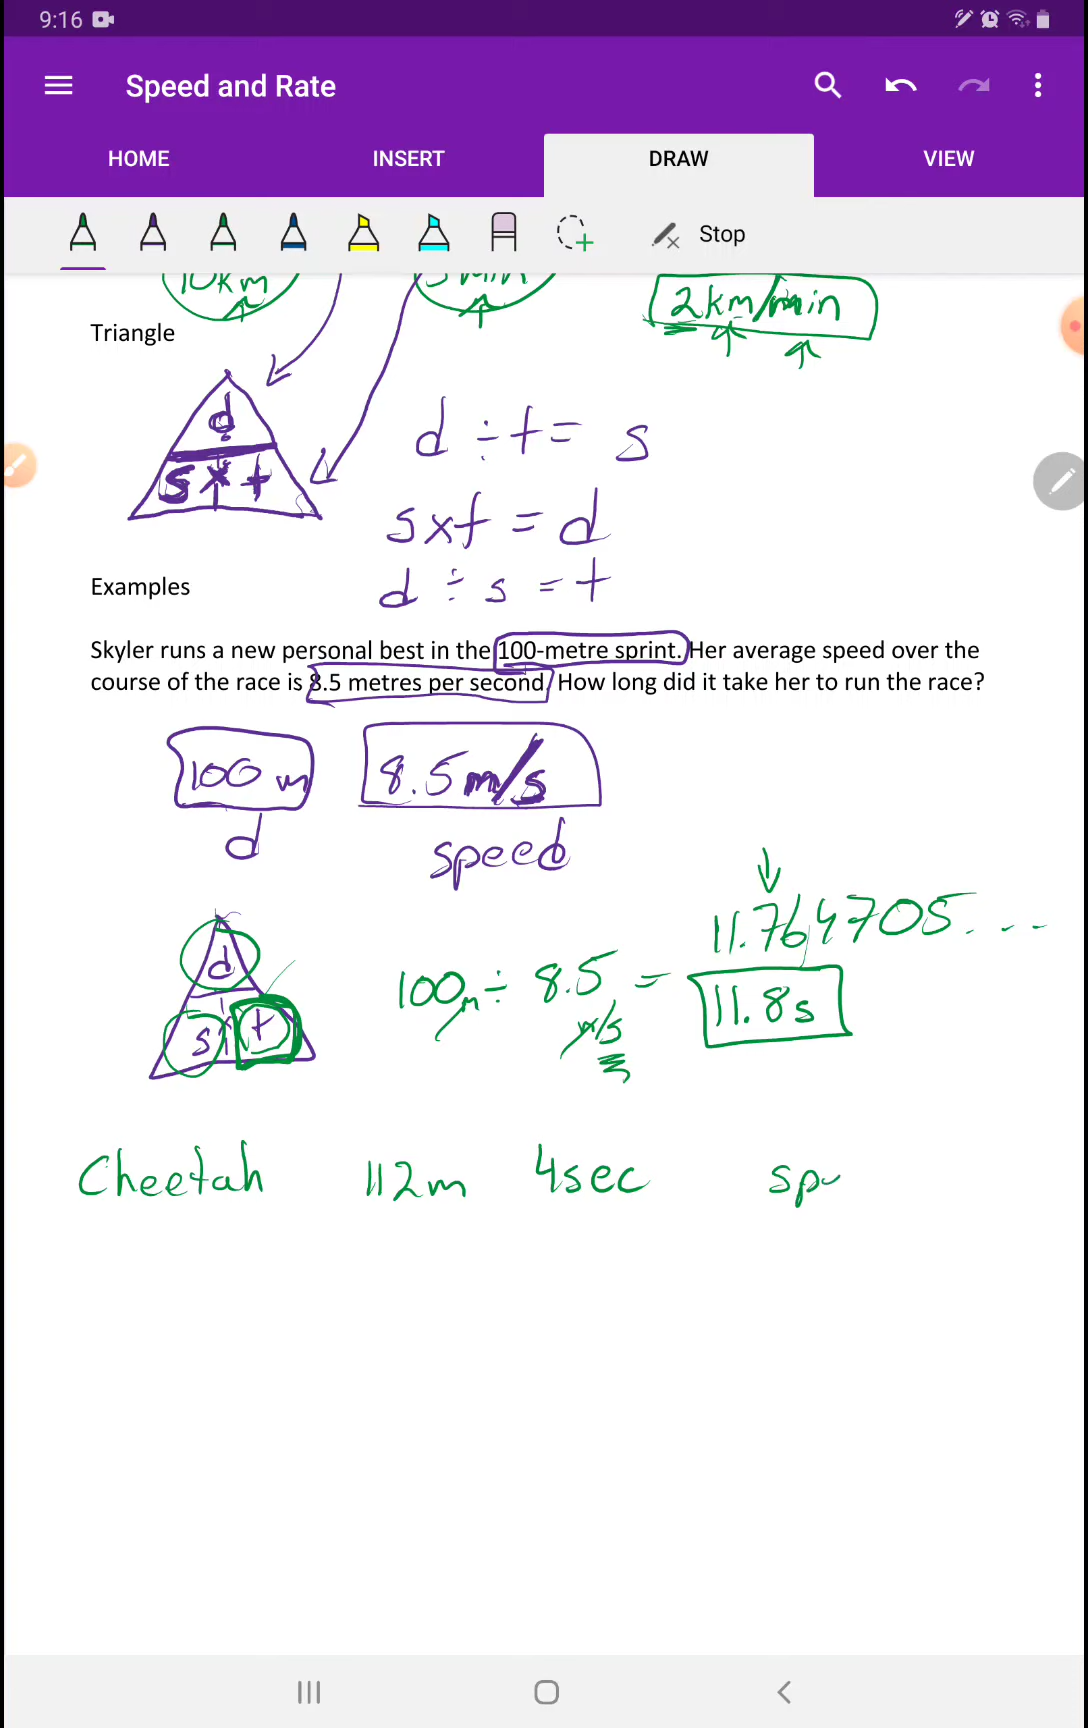 9:16
Speed and Rate
HOME INSERT DRAW VIEW
Stop
10km 5 min 2km/min
Triangle
d
s x t
d ÷ t = s
s x t = d
d ÷ s = t
Examples
Skyler runs a new personal best in the 100-metre sprint. Her average speed over the
course of the race is 8.5 metres per second. How long did it take her to run the race?
100 m 8.5 m/s
d speed
11.764705...
d
s x t
100m ÷ 8.5 m/s = 11.8s
Cheetah 112m 4sec spe